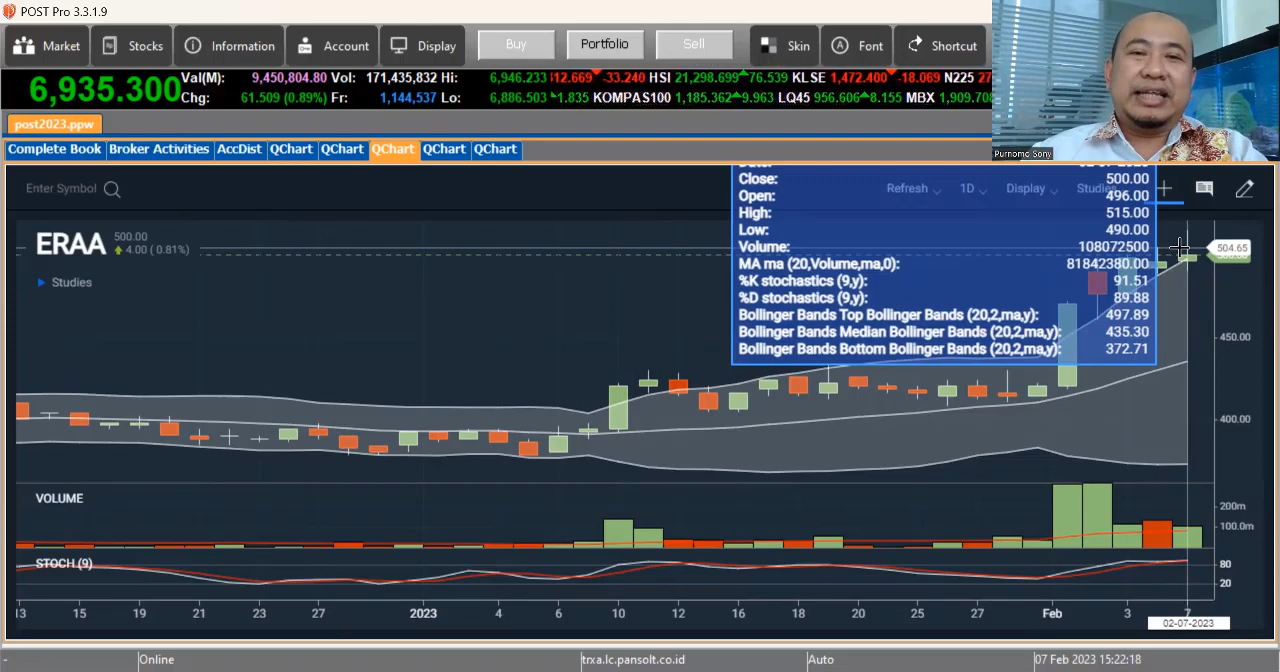 POST Pro 3.3.1.9
Market Stocks Information Account Display Buy Portfolio Sell Skin Font Shortcut
6,935.300 Val(M): 9,450,804.80 Vol: 171,435,832 Hi: 6,946.233 -33.240 HSI 21,298.699 76.539 KLSE 1,472.400 -18.069 N225
Chg: 61.509 (0.89%) Fr: 1,144,537 Lo: 6,886.503 1.835 KOMPAS100 1,185.362 9.963 LQ45 956.606 8.155 MBX
post2023.ppw
Complete Book Broker Activities AccDist QChart QChart QChart QChart QChart
Purnomo Sony
Enter Symbol
Refresh 1D Display Studies
Close: 500.00
Open: 496.00
High: 515.00
Low: 490.00
Volume: 108072500
MA ma (20,Volume,ma,0): 81842380.00
%K stochastics (9,y): 91.51
%D stochastics (9,y): 89.88
Bollinger Bands Top Bollinger Bands (20,2,ma,y): 497.89
Bollinger Bands Median Bollinger Bands (20,2,ma,y): 435.30
Bollinger Bands Bottom Bollinger Bands (20,2,ma,y): 372.71
ERAA 500.00
4.00 ( 0.81%)
Studies
504.65
450.00
400.00
VOLUME
200m
100.0m
STOCH (9)
80
20
13 15 19 21 23 27 2023 4 6 10 12 16 18 20 25 27 Feb 3 7
02-07-2023
- Online trxa.lc.pansolt.co.id Auto 07 Feb 2023 15:22:18